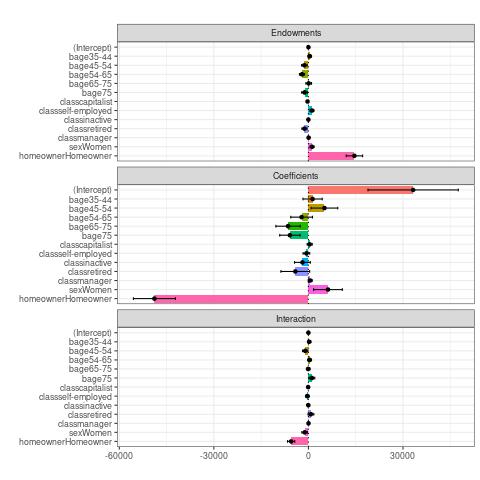 Endowments
(Intercept)
bage35-44
bage45-54
bage54-65
bage65-75
bage75
classcapitalist
classself-employed
classinactive
classretired
classmanager
sexWomen
homeownerHomeowner
Coefficients
(Intercept)
bage35-44
bage45-54
bage54-65
bage65-75
bage75
classcapitalist
classself-employed
classinactive
classretired
classmanager
sexWomen
homeownerHomeowner
Interaction
(Intercept)
bage35-44
bage45-54
bage54-65
bage65-75
bage75
classcapitalist
classself-employed
classinactive
classretired
classmanager
sexWomen
homeownerHomeowner
-60000 -30000 0 30000